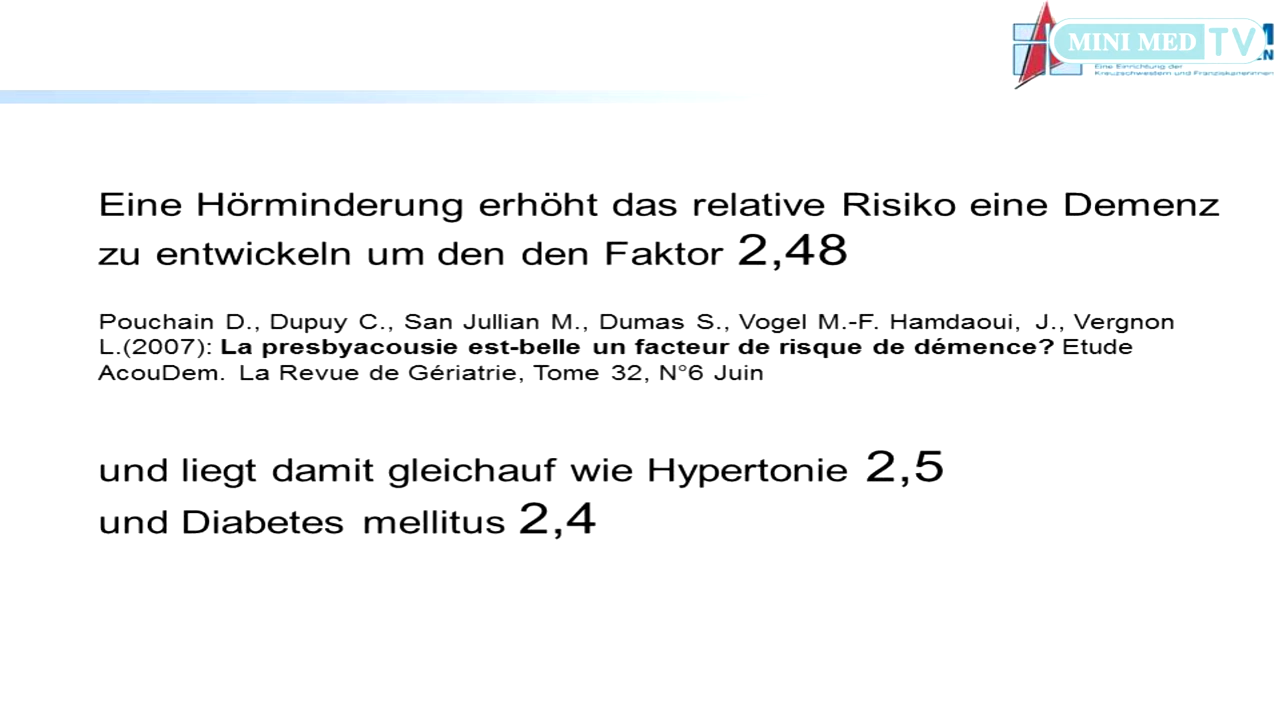 MINI MED TV
EN
Eine Einrichtung der
Kreuzschwestern und Franziskanerinnen
Eine Hörminderung erhöht das relative Risiko eine Demenz
zu entwickeln um den den Faktor 2,48
Pouchain D., Dupuy C., San Jullian M., Dumas S., Vogel M.-F. Hamdaoui, J., Vergnon
L.(2007): La presbyacousie est-belle un facteur de risque de démence? Etude
AcouDem. La Revue de Gériatrie, Tome 32, N°6 Juin
und liegt damit gleichauf wie Hypertonie 2,5
und Diabetes mellitus 2,4